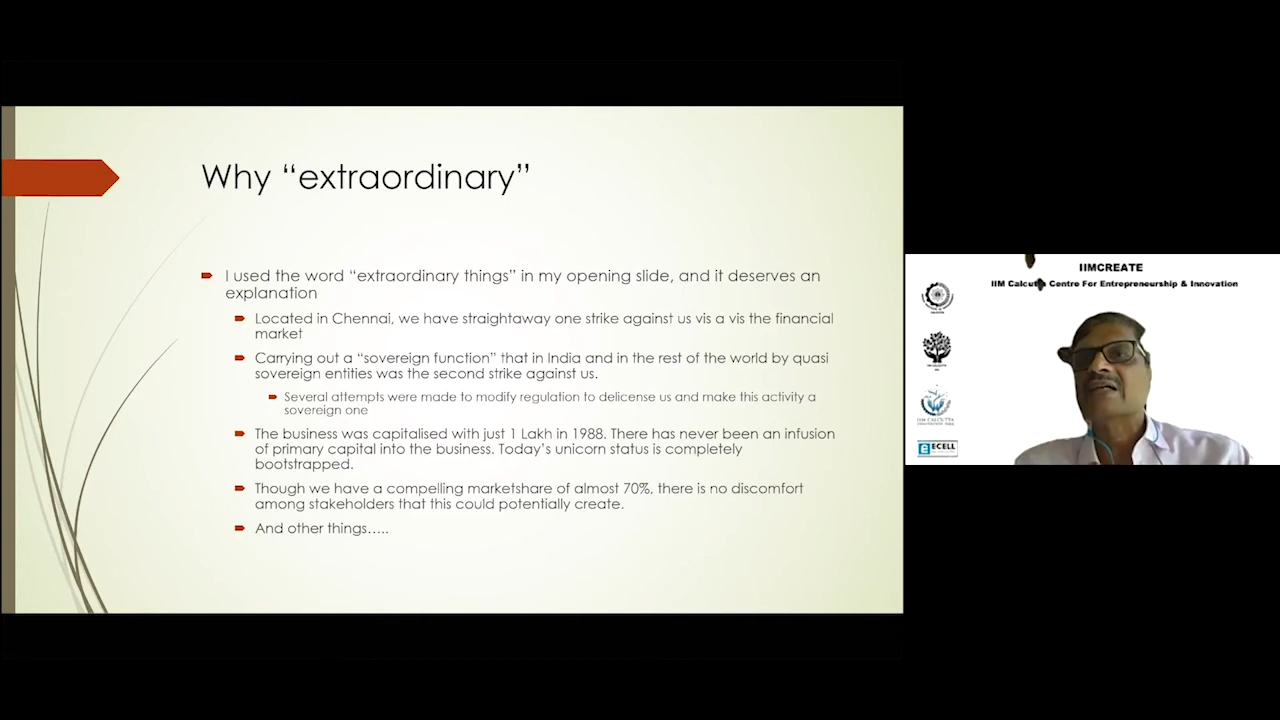 Why “extraordinary”
I used the word “extraordinary things” in my opening slide, and it deserves an
explanation
Located in Chennai, we have straightaway one strike against us vis a vis the financial
market
Carrying out a “sovereign function” that in India and in the rest of the world by quasi
sovereign entities was the second strike against us.
Several attempts were made to modify regulation to delicense us and make this activity a
sovereign one
The business was capitalised with just 1 Lakh in 1988. There has never been an infusion
of primary capital into the business. Today’s unicorn status is completely
bootstrapped.
Though we have a compelling marketshare of almost 70%, there is no discomfort
among stakeholders that this could potentially create.
And other things…..
IIMCREATE
IIM Calcutta Centre For Entrepreneurship & Innovation
IIM CALCUTTA
ECELL